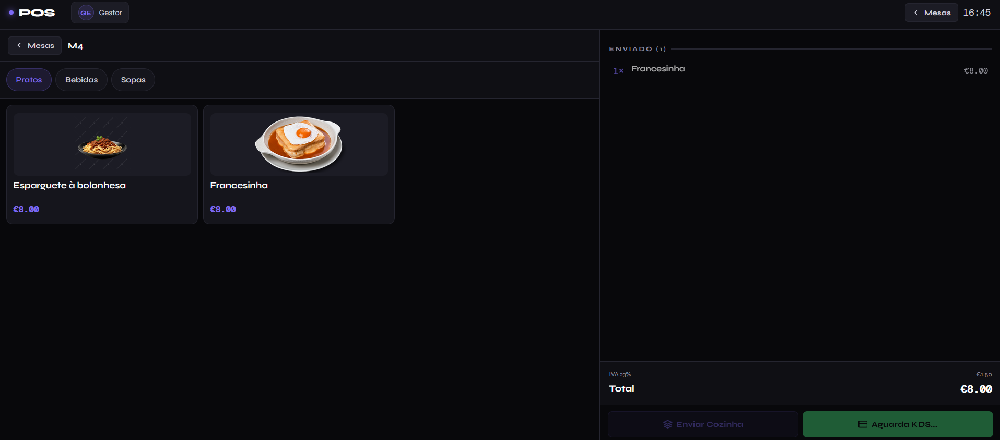 POS
GE Gestor
Mesas
16:45
Mesas
M4
Pratos
Bebidas
Sopas
Esparguete à bolonhesa
€8.00
Francesinha
€8.00
ENVIADO (1)
1× Francesinha €8.00
IVA 23% €1.50
Total €8.00
Enviar Cozinha
Aguarda KDS...